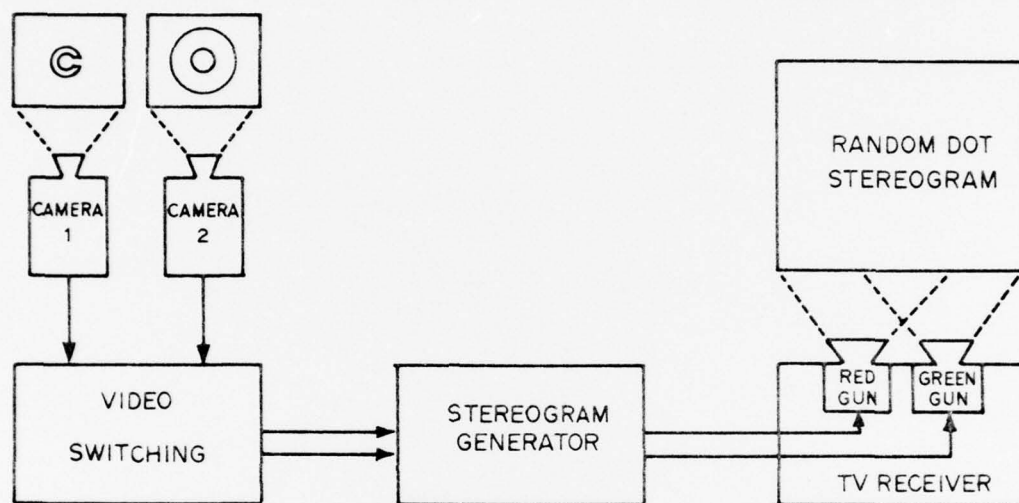 CAMERA
1
CAMERA
2
RANDOM DOT
STEREOGRAM
VIDEO
SWITCHING
STEREOGRAM
GENERATOR
RED
GUN
GREEN
GUN
TV RECEIVER